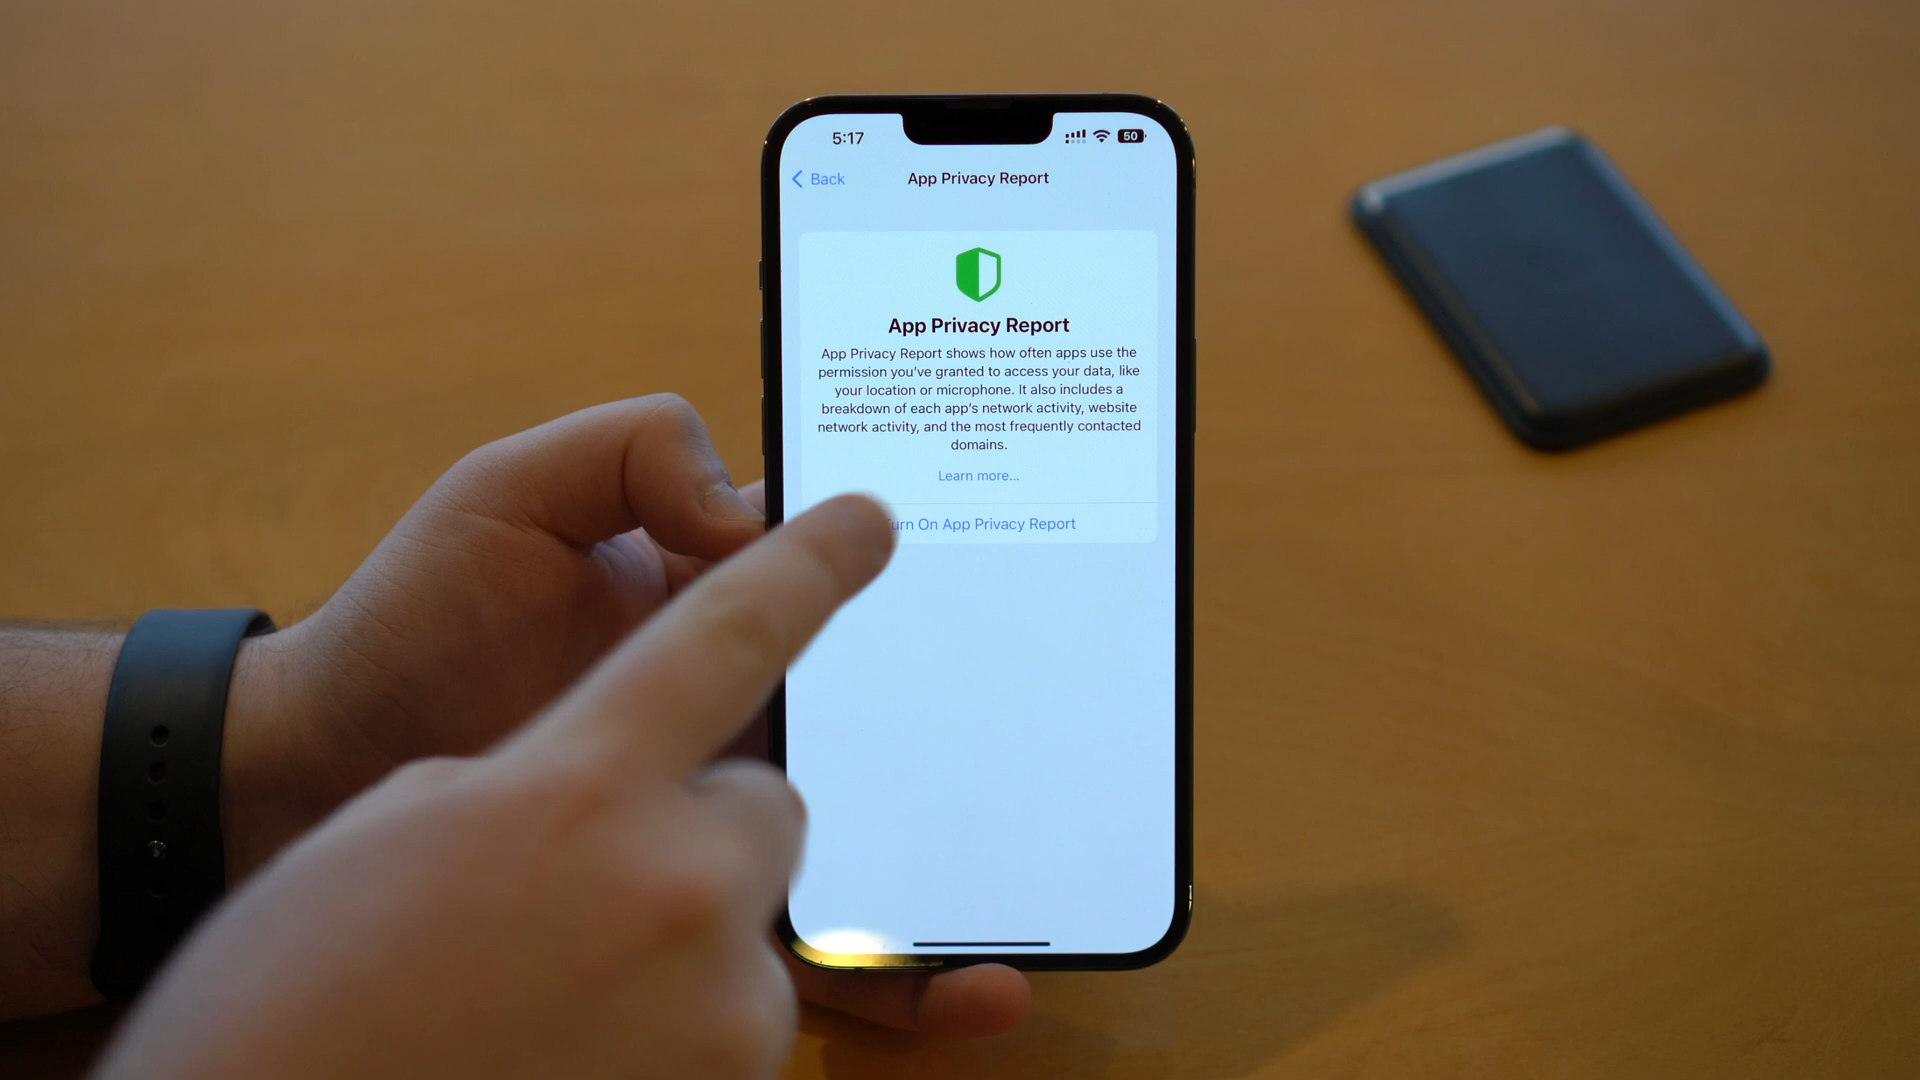 5:17
50
Back
App Privacy Report
App Privacy Report
App Privacy Report shows how often apps use the
permission you've granted to access your data, like
your location or microphone. It also includes a
breakdown of each app's network activity, website
network activity, and the most frequently contacted
domains.
Learn more...
urn On App Privacy Report